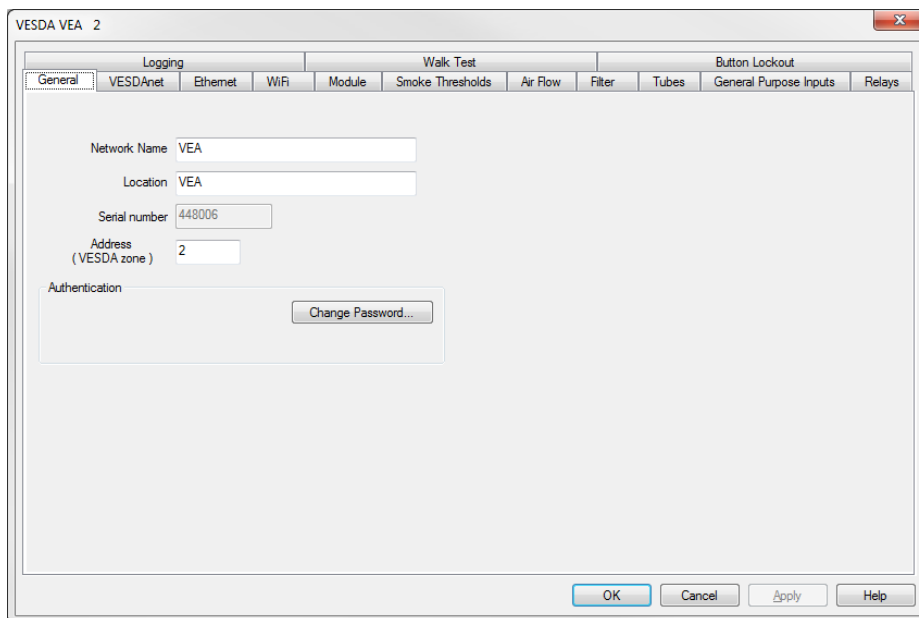 VESDA VEA 2
Logging Walk Test Button Lockout
General VESDAnet Ethernet WiFi Module Smoke Thresholds Air Flow Filter Tubes General Purpose Inputs Relays
Network Name VEA
Location VEA
Serial number 448006
Address
( VESDA zone ) 2
Authentication
Change Password...
OK Cancel Apply Help